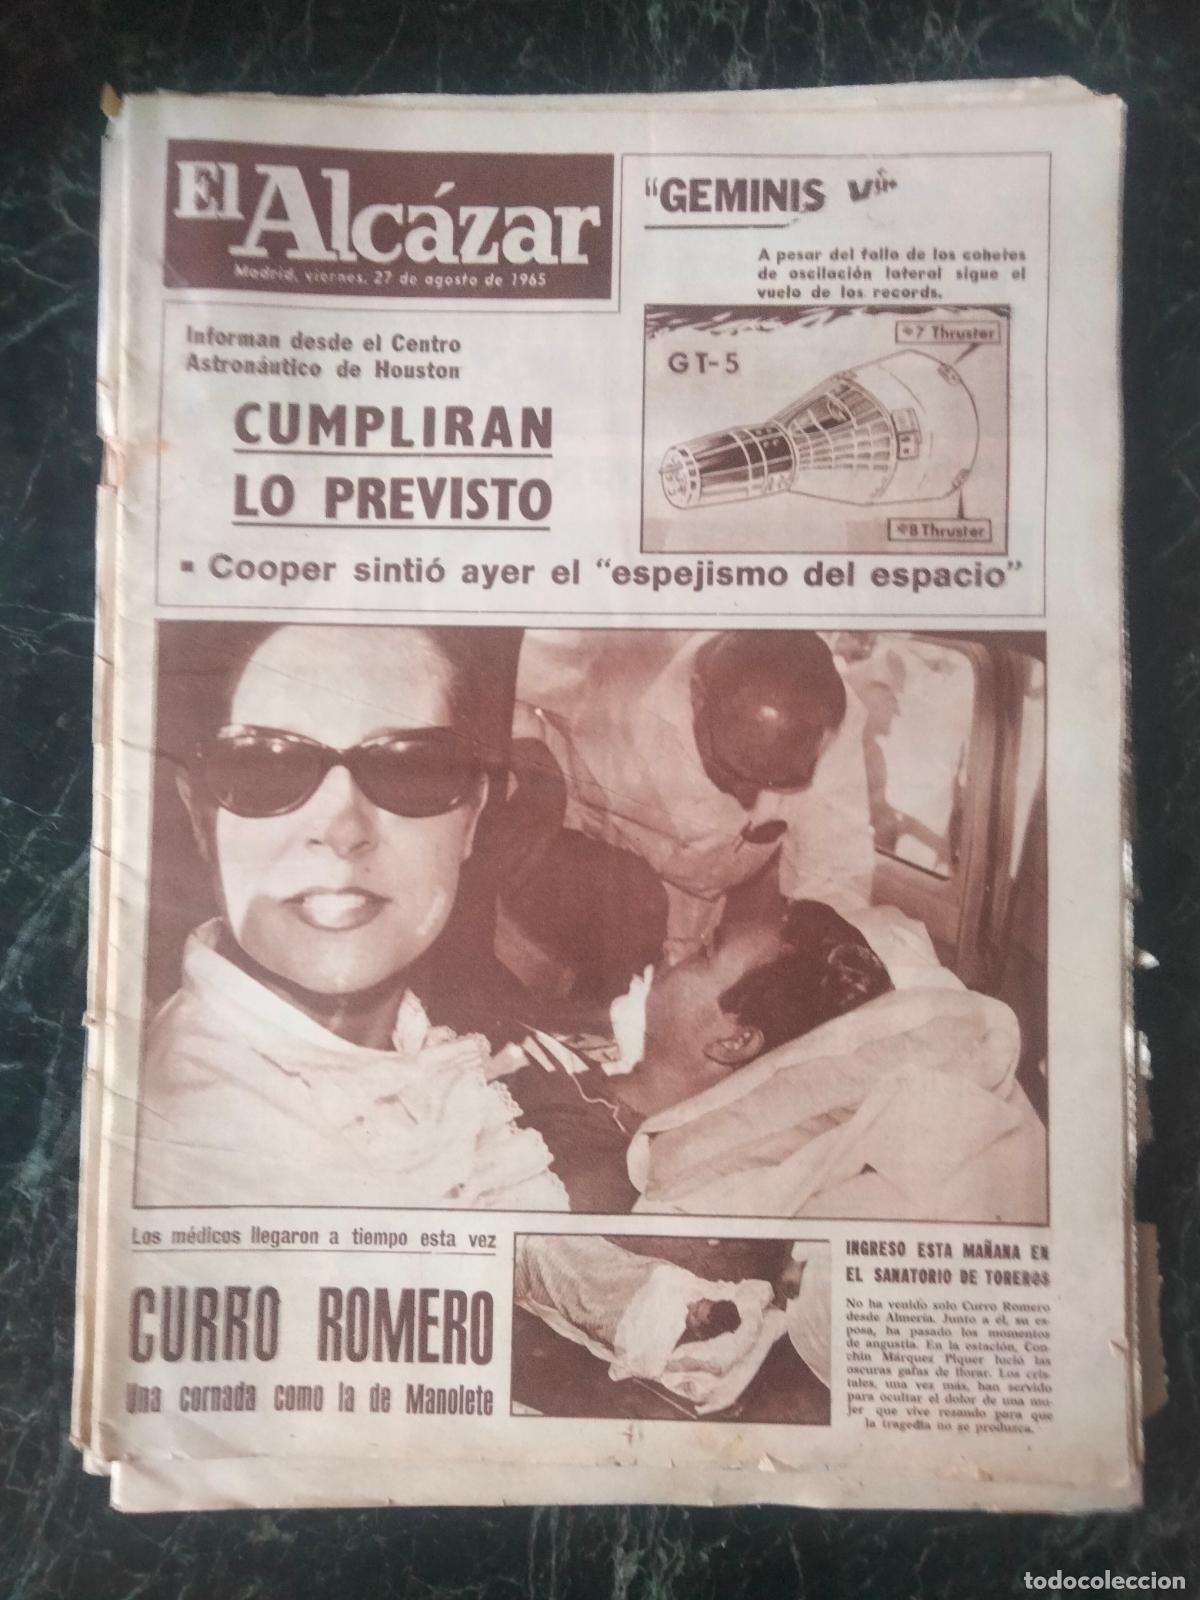 El Alcázar
Madrid, viernes, 27 de agosto de 1965
"GEMINIS V"
A pesar del fallo de los cohetes
de oscilación lateral sigue el
vuelo de los records.
Informan desde el Centro
Astronáutico de Houston
CUMPLIRAN
LO PREVISTO
GT-5
7 Thruster
8 Thruster
Cooper sintió ayer el "espejismo del espacio"
Los médicos llegaron a tiempo esta vez
CURRO ROMERO
Una cornada como la de Manolete
INGRESO ESTA MAÑANA EN
EL SANATORIO DE TOREROS
No ha venido solo Curro Romero
desde Almería. Junto a él, su es-
posa, ha pasado los momentos
de angustia. En la estación, Con-
chín Márquez Piquer lució las
oscuras gafas de llorar. Los cris-
tales, una vez más, han servido
para ocultar el dolor de una mu-
jer que vive rezando para que
la tragedia no se produzca.
todocoleccion